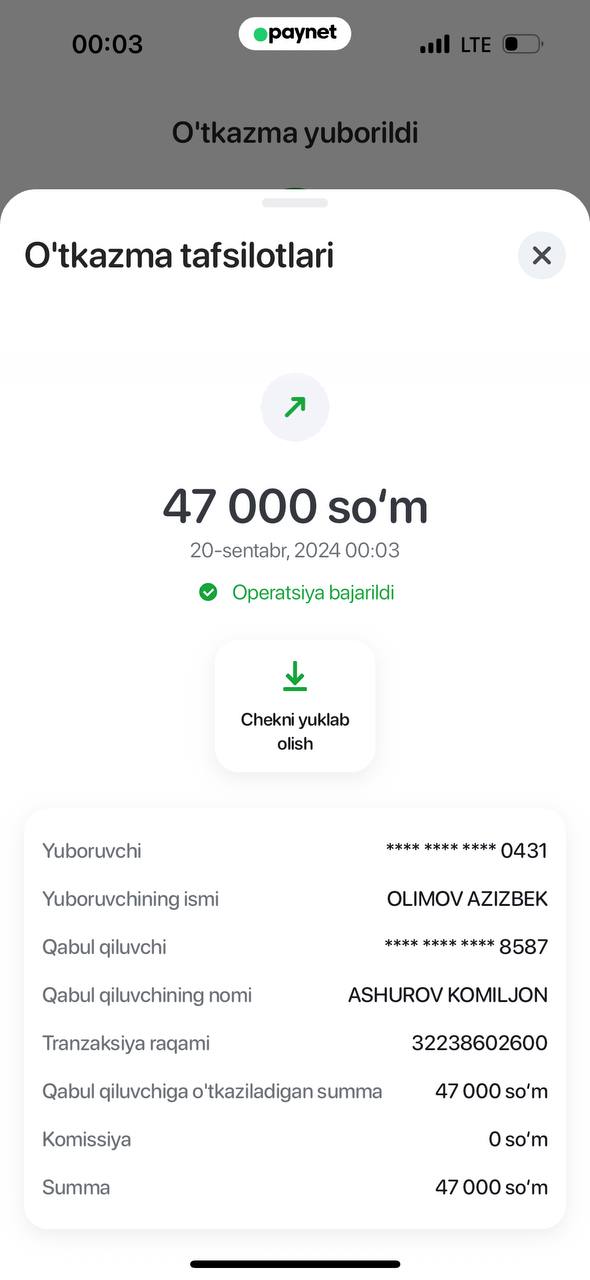 00:03
paynet
LTE
O'tkazma yuborildi
O'tkazma tafsilotlari
47 000 so‘m
20-sentabr, 2024 00:03
Operatsiya bajarildi
Chekni yuklab
olish
Yuboruvchi **** **** **** 0431
Yuboruvchining ismi OLIMOV AZIZBEK
Qabul qiluvchi **** **** **** 8587
Qabul qiluvchining nomi ASHUROV KOMILJON
Tranzaksiya raqami 32238602600
Qabul qiluvchiga o'tkaziladigan summa 47 000 so‘m
Komissiya 0 so‘m
Summa 47 000 so‘m